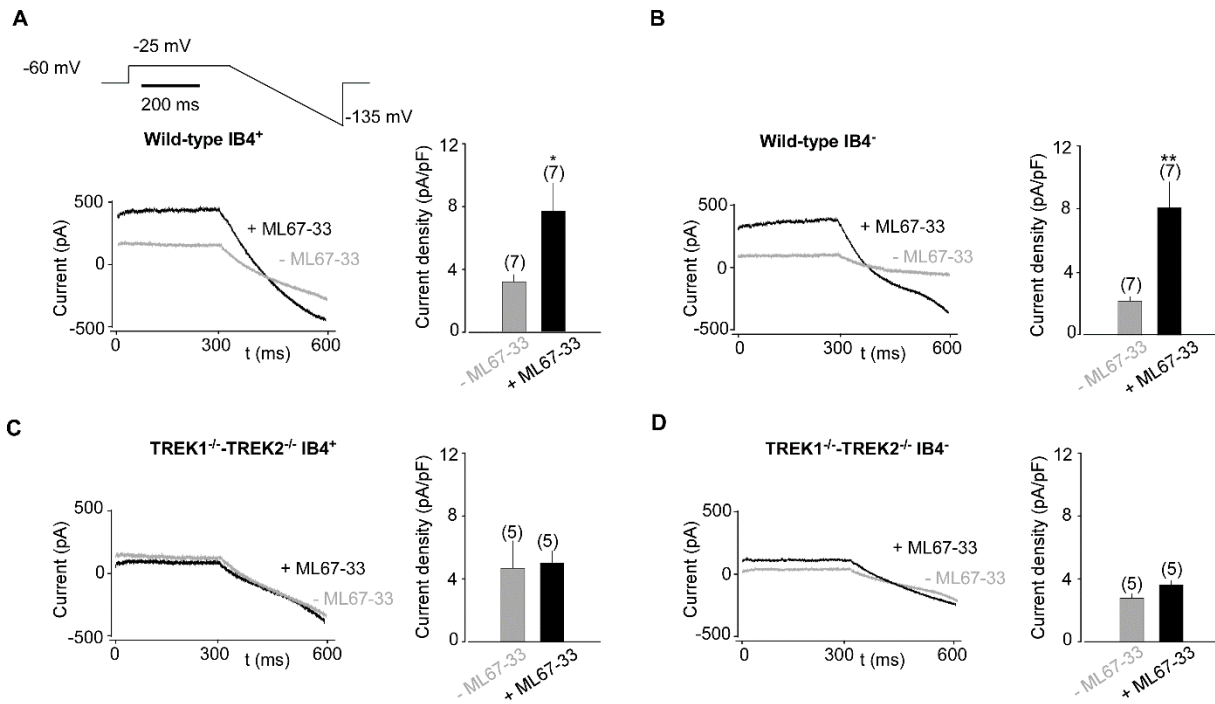 A
-25 mV
-60 mV
200 ms
-135 mV
Wild-type IB4+
500
0
-500
Current (pA)
+ ML67-33
- ML67-33
0
300
600
t (ms)
12
8
4
0
Current density (pA/pF)
(7)
*
(7)
- ML67-33
+ ML67-33
B
Wild-type IB4-
500
0
-500
Current (pA)
+ ML67-33
- ML67-33
0
300
600
t (ms)
12
8
4
0
Current density (pA/pF)
(7)
**
(7)
- ML67-33
+ ML67-33
C
TREK1-/--TREK2-/- IB4+
500
0
-500
Current (pA)
+ ML67-33
- ML67-33
0
300
600
t (ms)
12
8
4
0
Current density (pA/pF)
(5)
(5)
- ML67-33
+ ML67-33
D
TREK1-/--TREK2-/- IB4-
500
0
-500
Current (pA)
+ ML67-33
- ML67-33
0
300
600
t (ms)
12
8
4
0
Current density (pA/pF)
(5)
(5)
- ML67-33
+ ML67-33